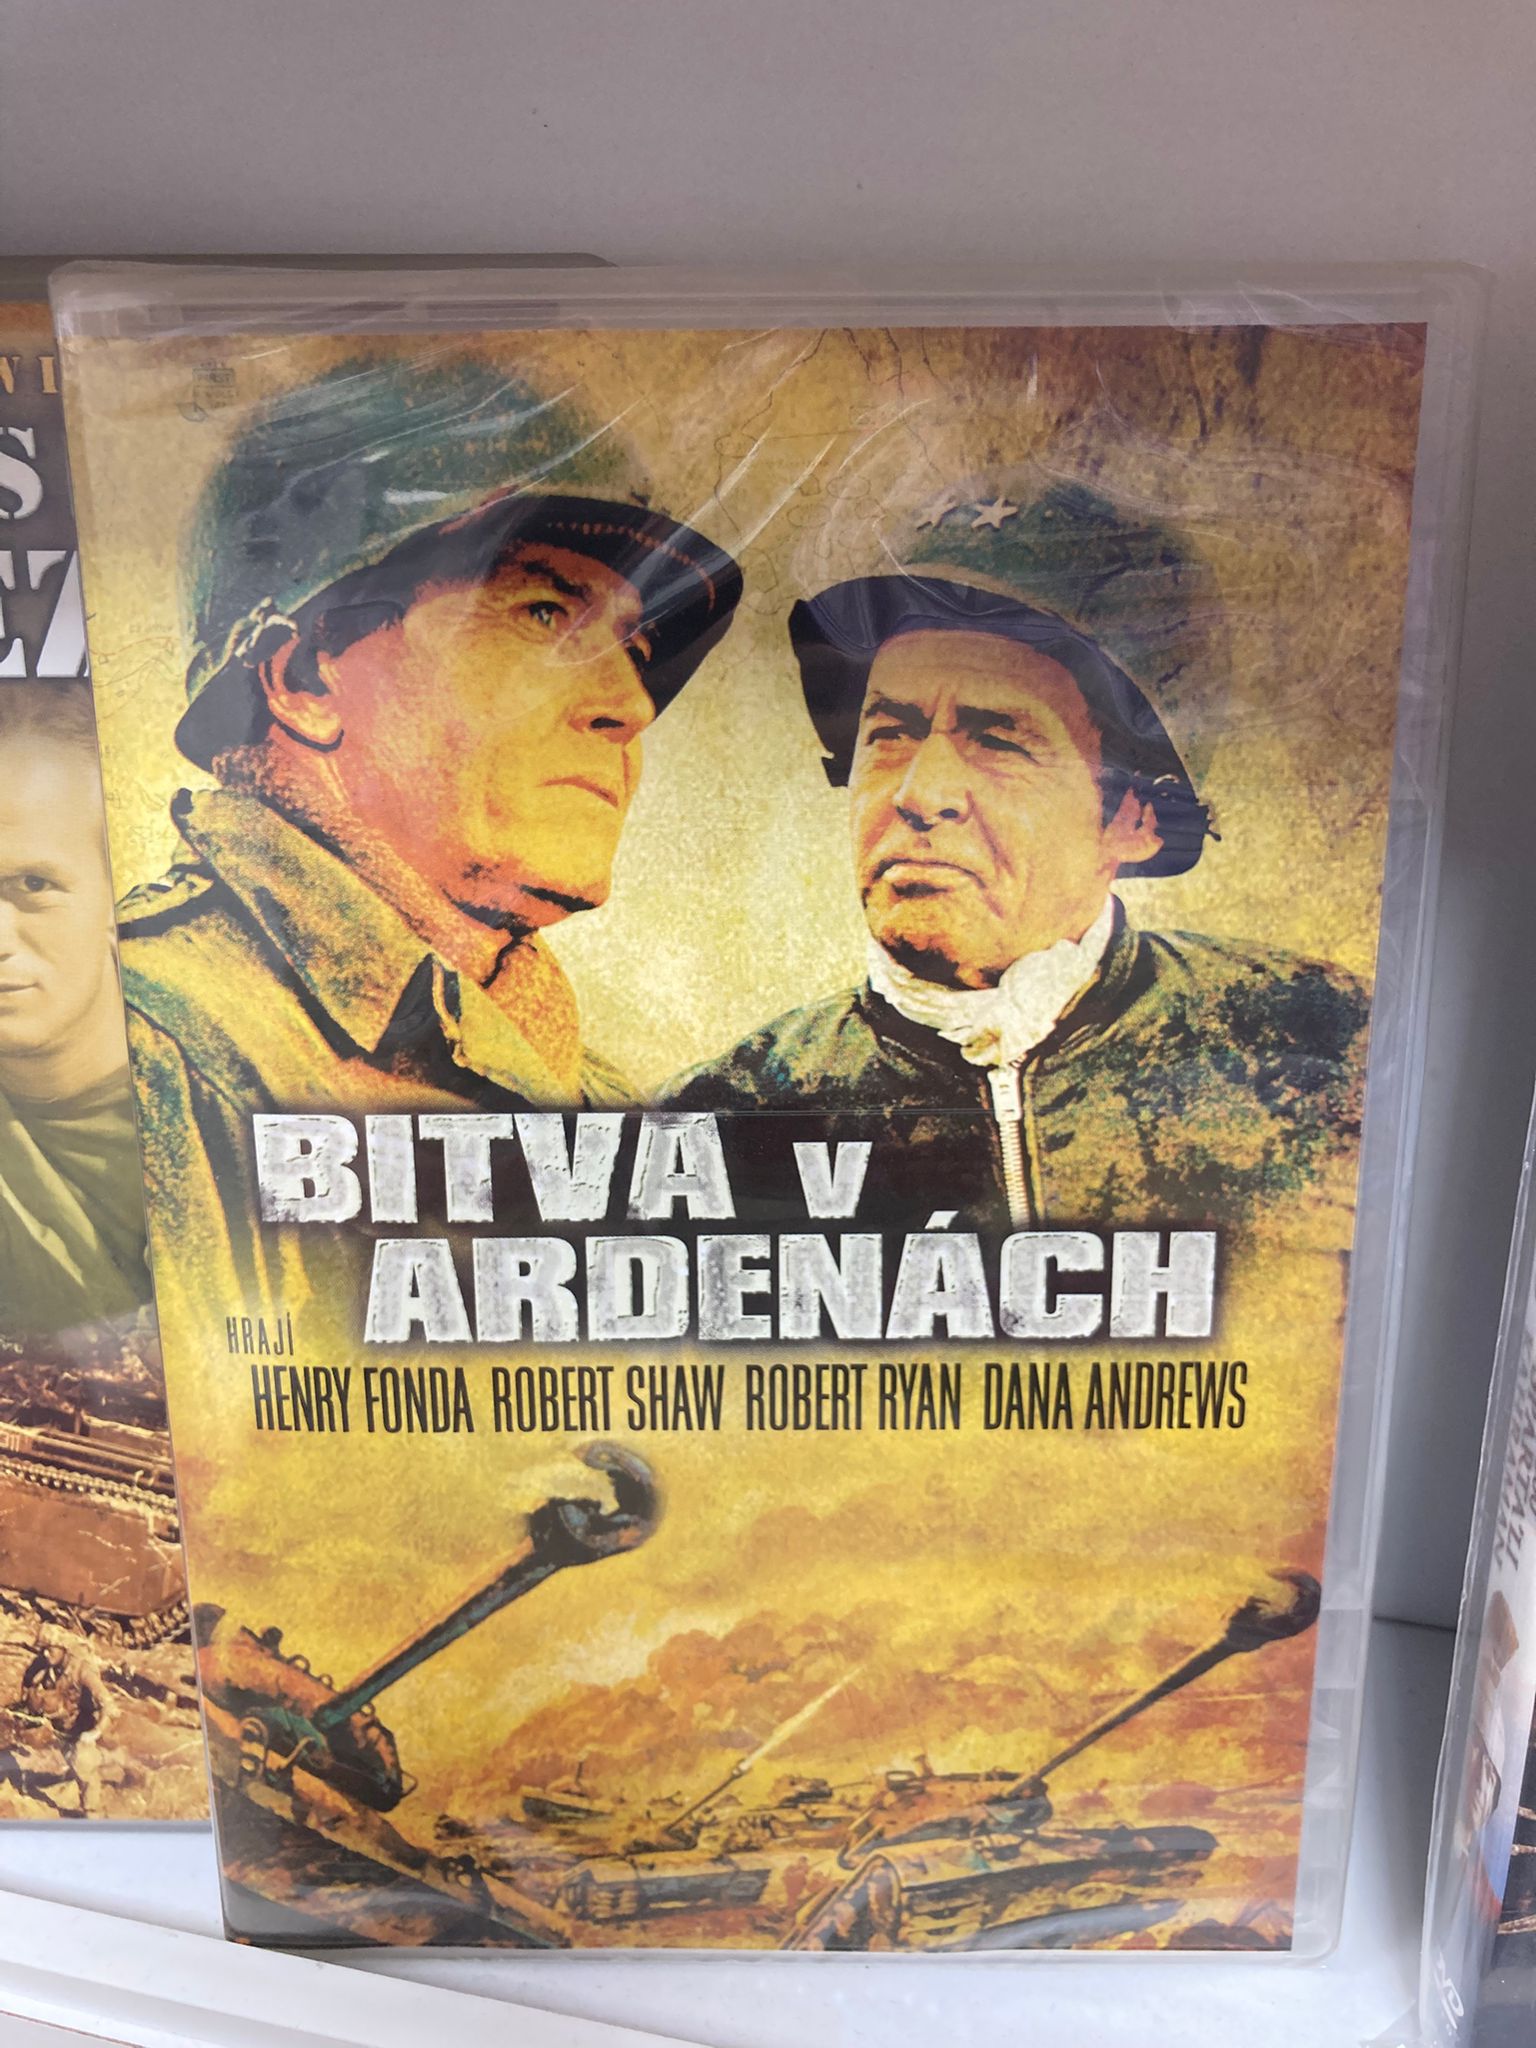 BITVA v
ARDENÁCH
HRAJÍ
HENRY FONDA ROBERT SHAW ROBERT RYAN DANA ANDREWS